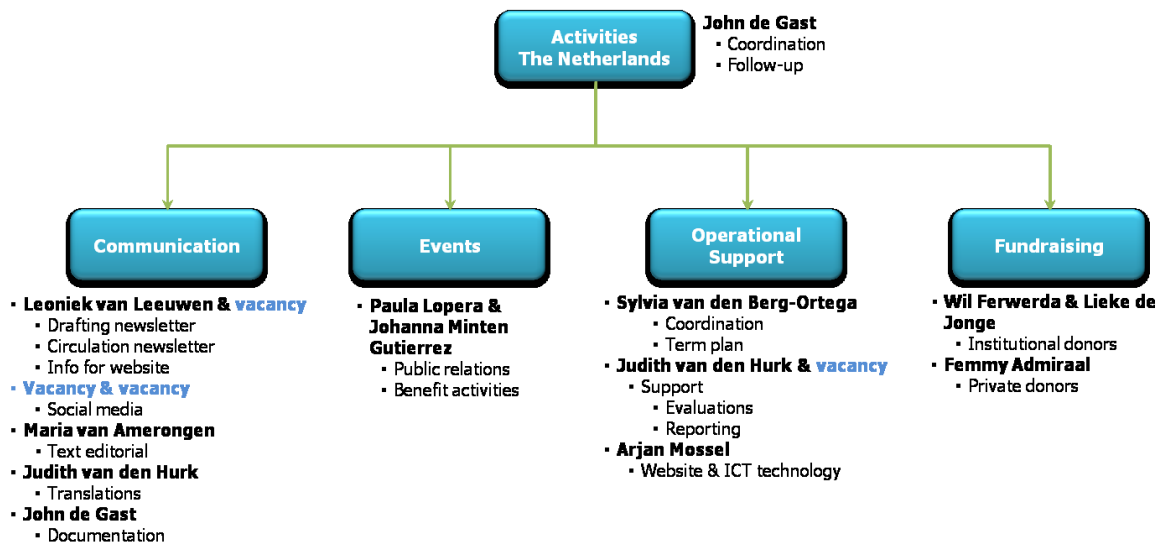 Activities
The Netherlands
John de Gast
▪ Coordination
▪ Follow-up
Communication
▪ Leoniek van Leeuwen & vacancy
▪ Drafting newsletter
▪ Circulation newsletter
▪ Info for website
▪ Vacancy & vacancy
▪ Social media
▪ Maria van Amerongen
▪ Text editorial
▪ Judith van den Hurk
▪ Translations
▪ John de Gast
▪ Documentation
Events
▪ Paula Lopera &
Johanna Minten
Gutierrez
▪ Public relations
▪ Benefit activities
Operational
Support
▪ Sylvia van den Berg-Ortega
▪ Coordination
▪ Term plan
▪ Judith van den Hurk & vacancy
▪ Support
▪ Evaluations
▪ Reporting
▪ Arjan Mossel
▪ Website & ICT technology
Fundraising
▪ Wil Ferwerda & Lieke de
Jonge
▪ Institutional donors
▪ Femmy Admiraal
▪ Private donors